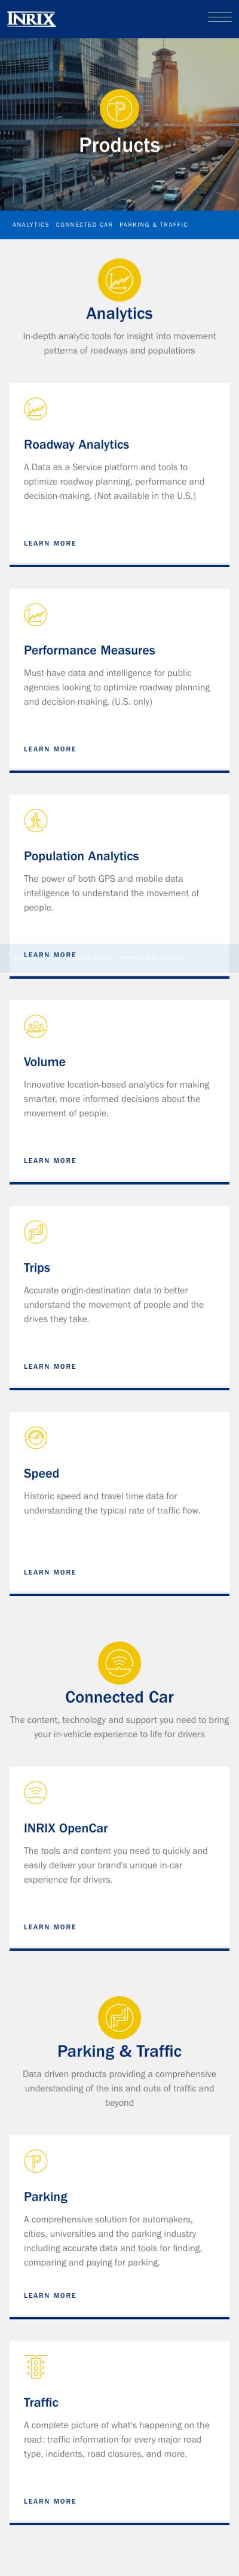 INRIX
Products
ANALYTICS CONNECTED CAR PARKING & TRAFFIC
Analytics
In-depth analytic tools for insight into movement
patterns of roadways and populations
Roadway Analytics
A Data as a Service platform and tools to
optimize roadway planning, performance and
decision-making. (Not available in the U.S.)
LEARN MORE
Performance Measures
Must-have data and intelligence for public
agencies looking to optimize roadway planning
and decision-making. (U.S. only)
LEARN MORE
Population Analytics
The power of both GPS and mobile data
intelligence to understand the movement of
people.
LEARN MORE
Volume
Innovative location-based analytics for making
smarter, more informed decisions about the
movement of people.
LEARN MORE
Trips
Accurate origin-destination data to better
understand the movement of people and the
drives they take.
LEARN MORE
Speed
Historic speed and travel time data for
understanding the typical rate of traffic flow.
LEARN MORE
Connected Car
The content, technology and support you need to bring
your in-vehicle experience to life for drivers
INRIX OpenCar
The tools and content you need to quickly and
easily deliver your brand's unique in-car
experience for drivers.
LEARN MORE
Parking & Traffic
Data driven products providing a comprehensive
understanding of the ins and outs of traffic and
beyond
Parking
A comprehensive solution for automakers,
cities, universities and the parking industry
including accurate data and tools for finding,
comparing and paying for parking.
LEARN MORE
Traffic
A complete picture of what's happening on the
road: traffic information for every major road
type, incidents, road closures, and more.
LEARN MORE